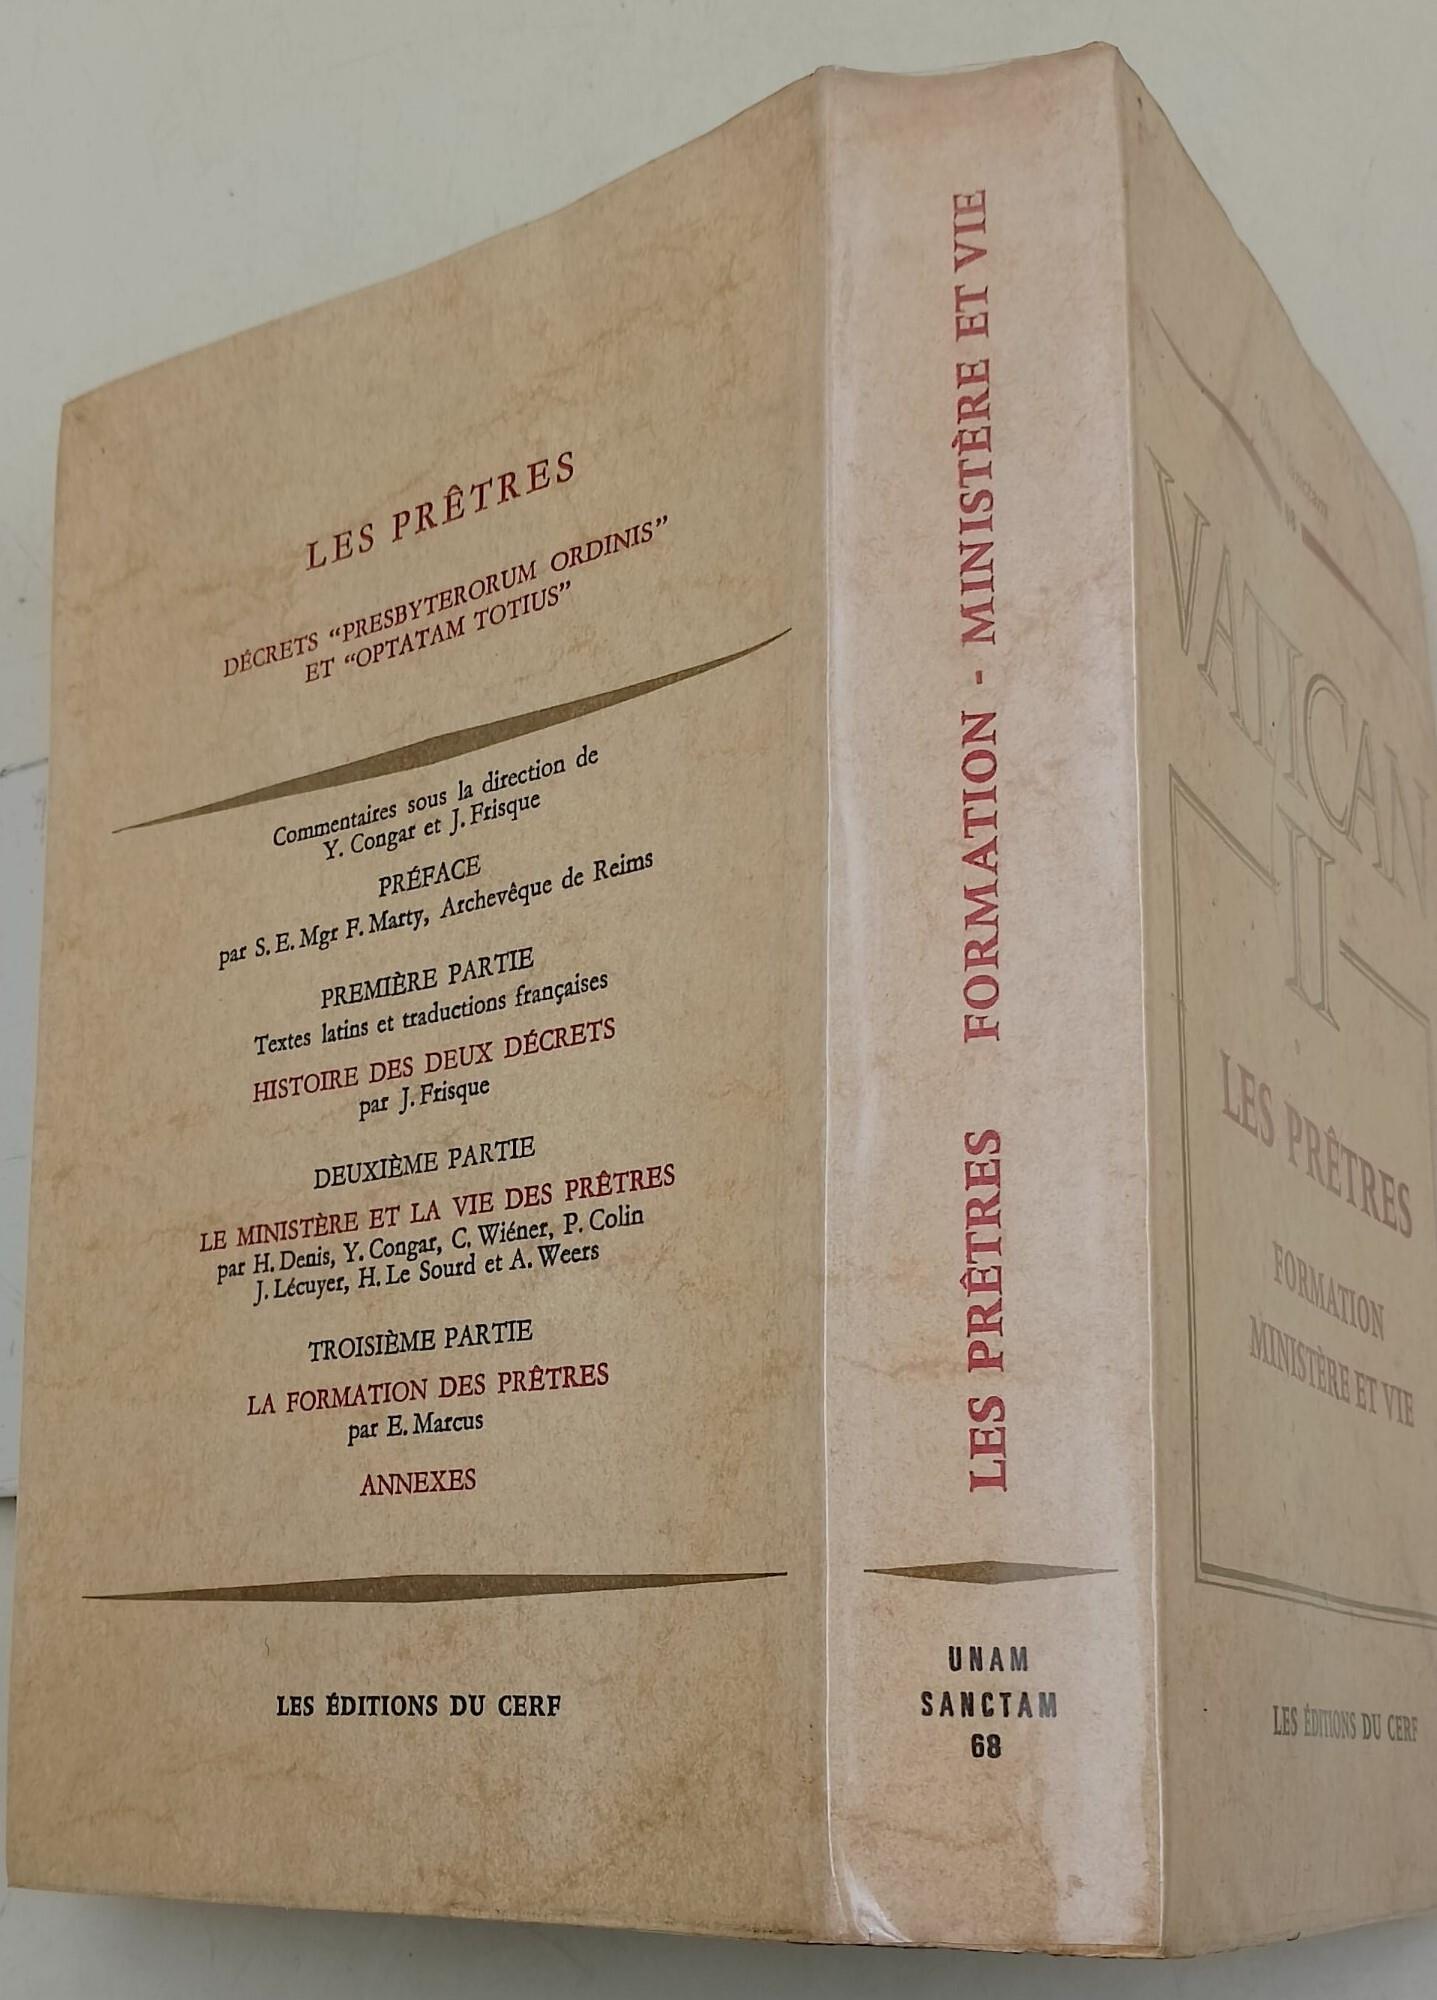 LES PRÊTRES
DÉCRETS “PRESBYTERORUM ORDINIS”
ET “OPTATAM TOTIUS”
Commentaires sous la direction de
Y. Congar et J. Frisque
PRÉFACE
par S. E. Mgr F. Marty, Archevêque de Reims
PREMIÈRE PARTIE
Textes latins et traductions françaises
HISTOIRE DES DEUX DÉCRETS
par J. Frisque
DEUXIÈME PARTIE
LE MINISTÈRE ET LA VIE DES PRÊTRES
par H. Denis, Y. Congar, C. Wiéner, P. Colin
J. Lécuyer, H. Le Sourd et A. Weers
TROISIÈME PARTIE
LA FORMATION DES PRÊTRES
par E. Marcus
ANNEXES
LES ÉDITIONS DU CERF
LES PRÊTRES FORMATION - MINISTÈRE ET VIE
UNAM
SANCTAM
68
VATICAN
II
LES PRÊTRES
FORMATION
MINISTÈRE ET VIE
LES ÉDITIONS DU CERF